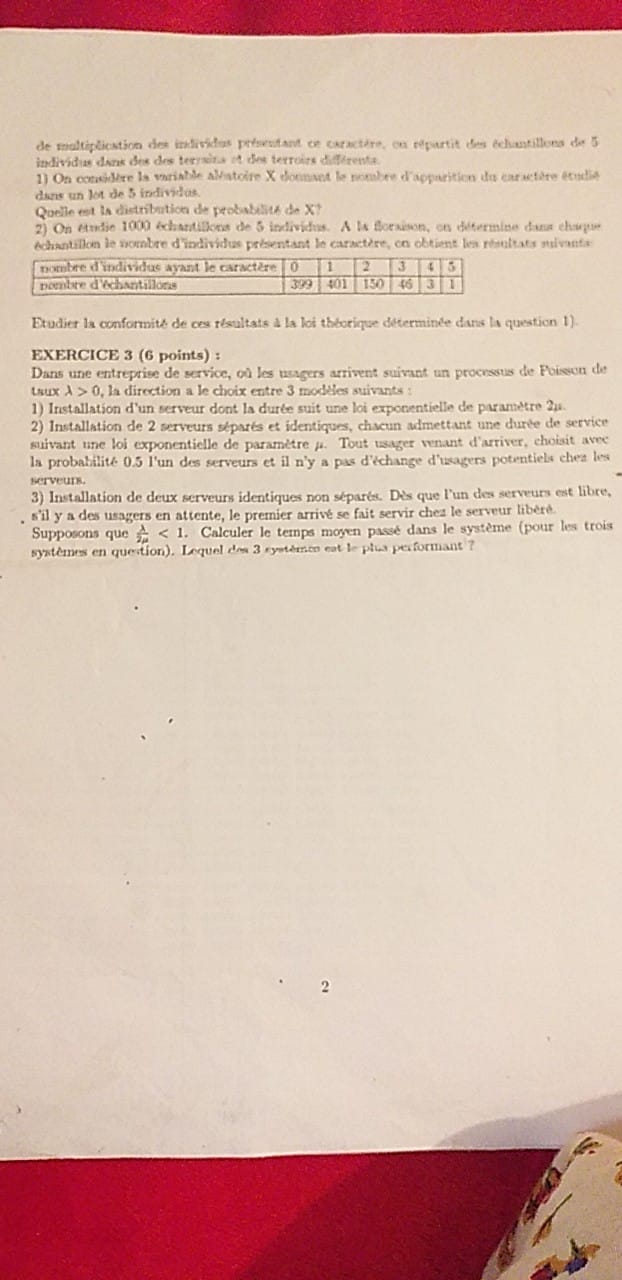 de multiplication des individus présentant ce caractère, on répartit des échantillons de 5
individus dans des des terrains et des terroirs différents.
1) On considère la variable aléatoire X donnant le nombre d'apparition du caractère étudié
dans un lot de 5 individus.
Quelle est la distribution de probabilité de X?
2) On étudie 1000 échantillons de 5 individus. A la floraison, on détermine dans chaque
échantillon le nombre d'individus présentant le caractère, on obtient les résultats suivants:
nombre d'individus ayant le caractère 0 1 2 3 4 5
nombre d'échantillons 399 401 150 46 3 1
Etudier la conformité de ces résultats à la loi théorique déterminée dans la question 1).
EXERCICE 3 (6 points) :
Dans une entreprise de service, où les usagers arrivent suivant un processus de Poisson de
taux λ > 0, la direction a le choix entre 3 modèles suivants :
1) Installation d'un serveur dont la durée suit une loi exponentielle de paramètre 2μ.
2) Installation de 2 serveurs séparés et identiques, chacun admettant une durée de service
suivant une loi exponentielle de paramètre μ. Tout usager venant d'arriver, choisit avec
la probabilité 0.5 l'un des serveurs et il n'y a pas d'échange d'usagers potentiels chez les
serveurs.
3) Installation de deux serveurs identiques non séparés. Dès que l'un des serveurs est libre,
s'il y a des usagers en attente, le premier arrivé se fait servir chez le serveur libéré.
Supposons que λ/2μ < 1. Calculer le temps moyen passé dans le système (pour les trois
systèmes en question). Lequel des 3 systèmes est le plus performant ?
2